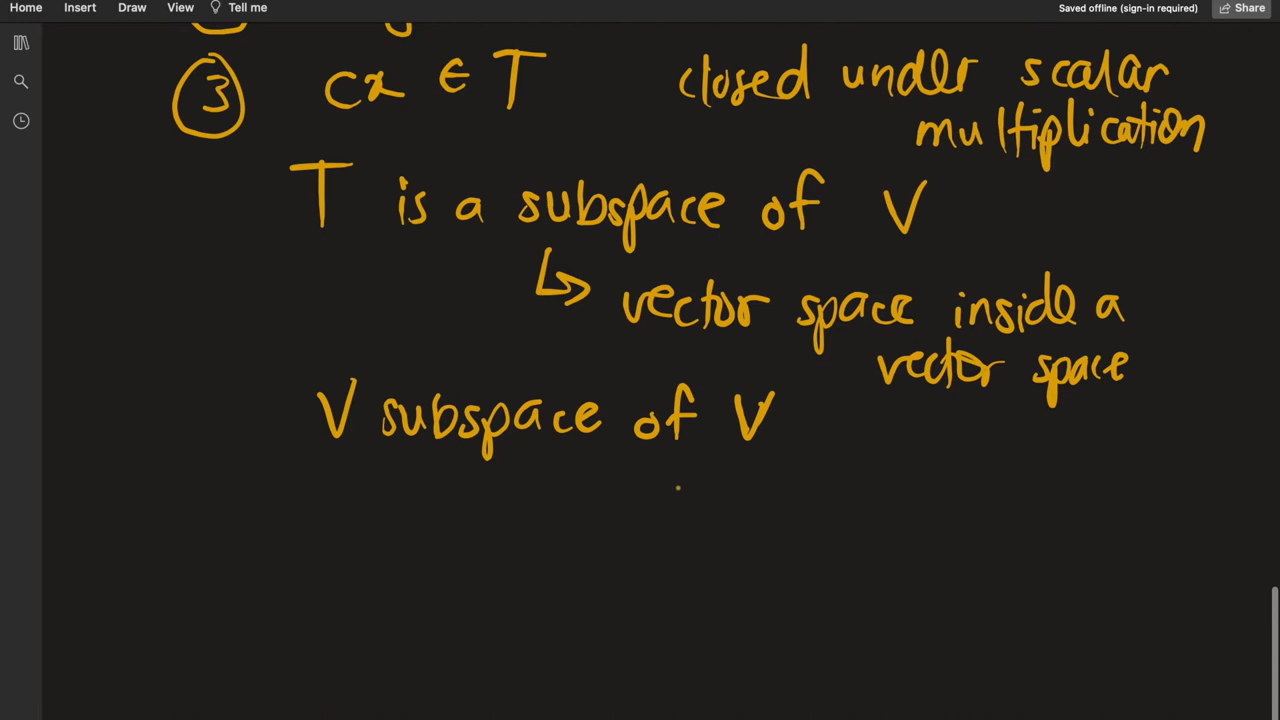 Home Insert Draw View Tell me Saved offline (sign-in required) Share
③ cx ∈ T closed under scalar
multiplication
T is a subspace of V
↳ vector space inside a
vector space
V subspace of V